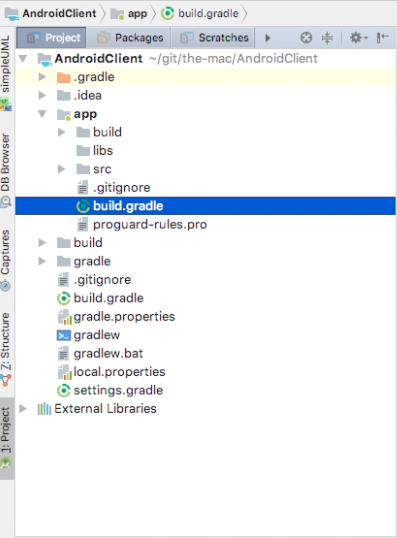 AndroidClient app build.gradle
Project Packages Scratches
AndroidClient ~/git/the-mac/AndroidClient
.gradle
.idea
app
build
libs
src
.gitignore
build.gradle
proguard-rules.pro
build
gradle
.gitignore
build.gradle
gradle.properties
gradlew
gradlew.bat
local.properties
settings.gradle
External Libraries
simpleUML
DB Browser
Captures
Z: Structure
1: Project